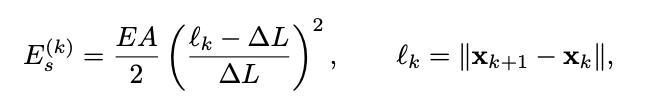 $$E_s^{(k)} = \frac{EA}{2} \left( \frac{\ell_k - \Delta L}{\Delta L} \right)^2, \qquad \ell_k = \|\mathbf{x}_{k+1} - \mathbf{x}_k\|,$$